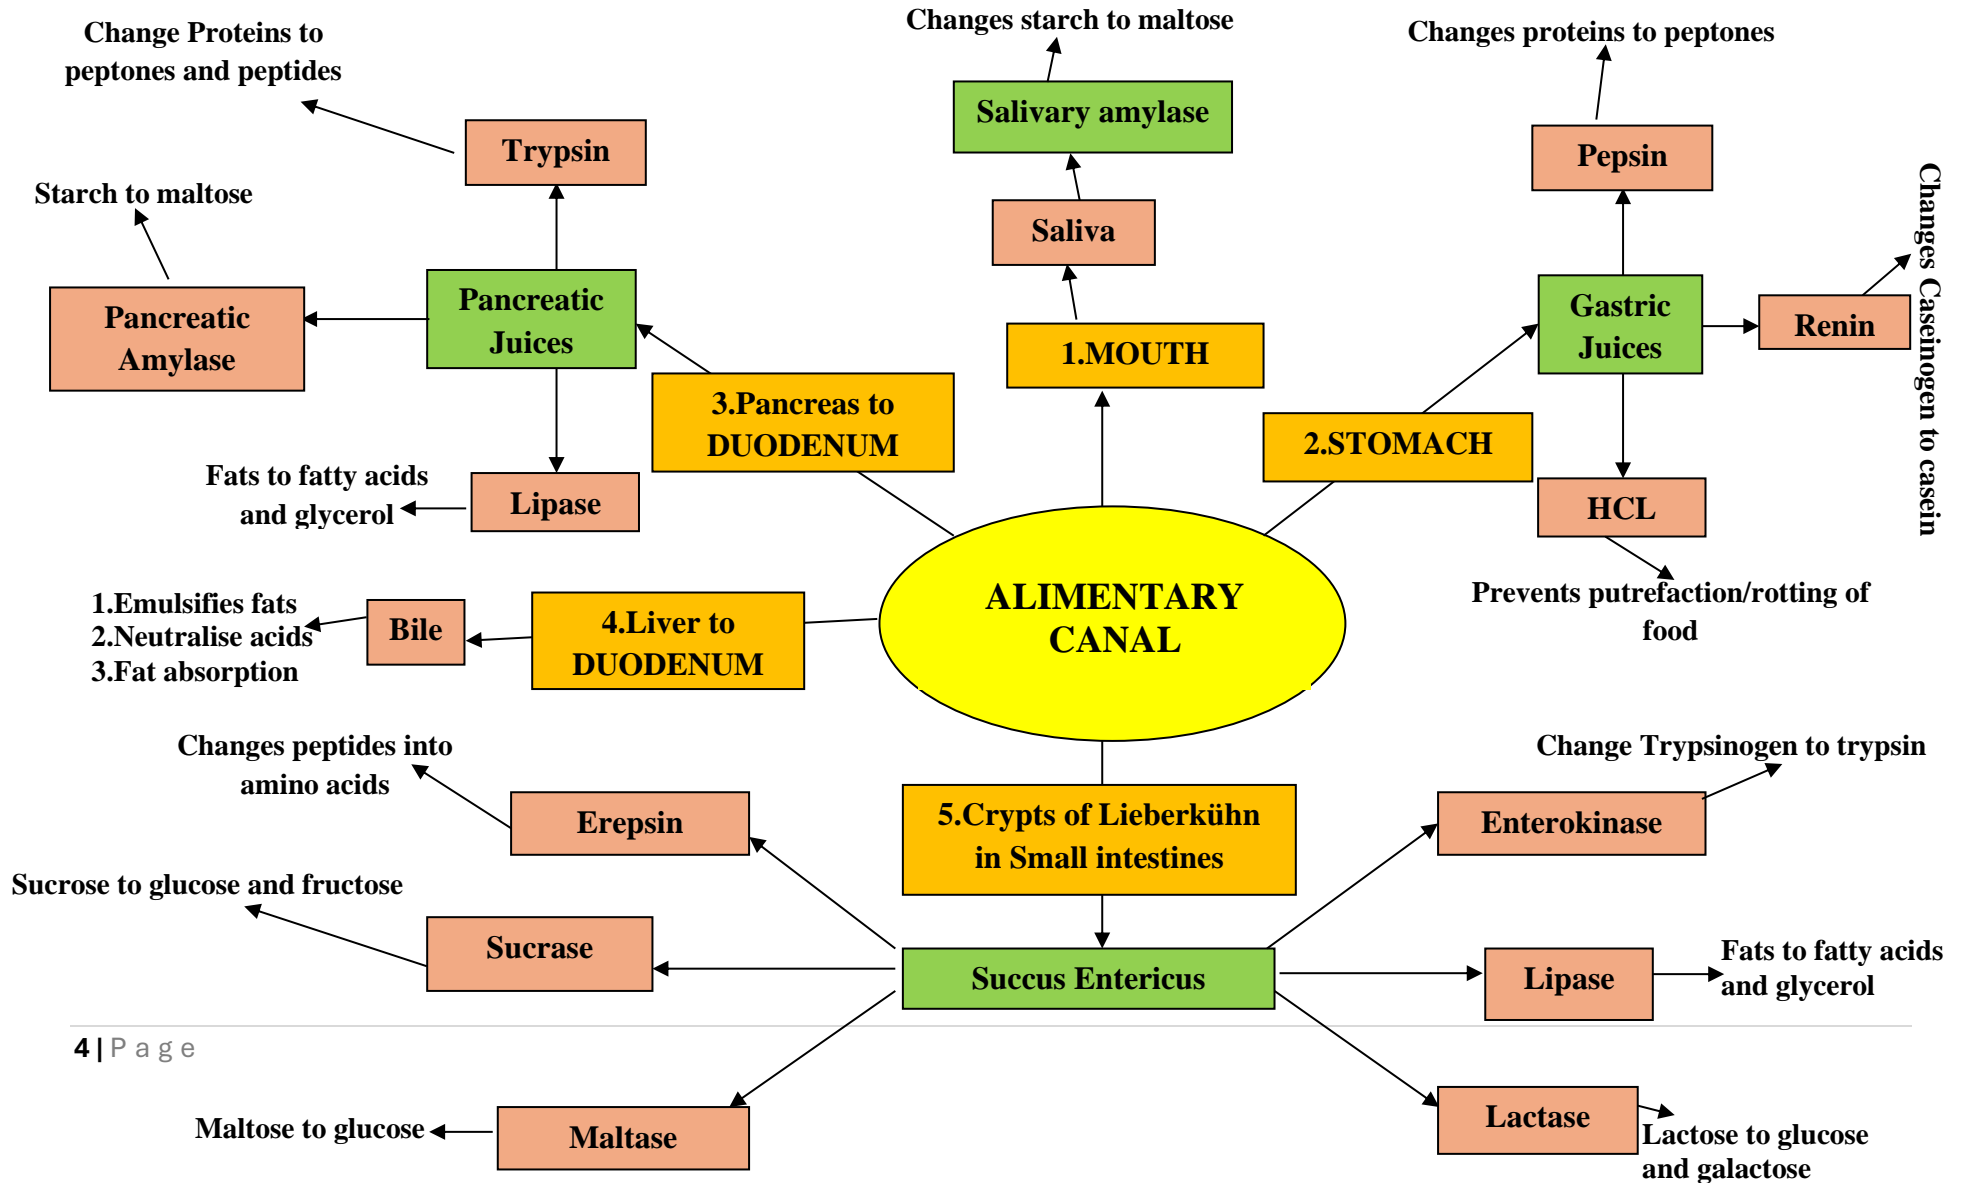 Changes starch to maltose
Change Proteins to
peptones and peptides
Changes proteins to peptones
Salivary amylase
Trypsin
Pepsin
Starch to maltose
Saliva
Changes Caseinogen to casein
Pancreatic
Amylase
Pancreatic
Juices
Gastric
Juices
Renin
1.MOUTH
3.Pancreas to
DUODENUM
2.STOMACH
Fats to fatty acids
and glycerol
Lipase
HCL
Prevents putrefaction/rotting of
food
ALIMENTARY
CANAL
1.Emulsifies fats
2.Neutralise acids
3.Fat absorption
Bile
4.Liver to
DUODENUM
Changes peptides into
amino acids
Change Trypsinogen to trypsin
Erepsin
5.Crypts of Lieberkühn
in Small intestines
Enterokinase
Sucrose to glucose and fructose
Sucrase
Succus Entericus
Lipase
Fats to fatty acids
and glycerol
4 | Page
Maltose to glucose
Maltase
Lactase
Lactose to glucose
and galactose